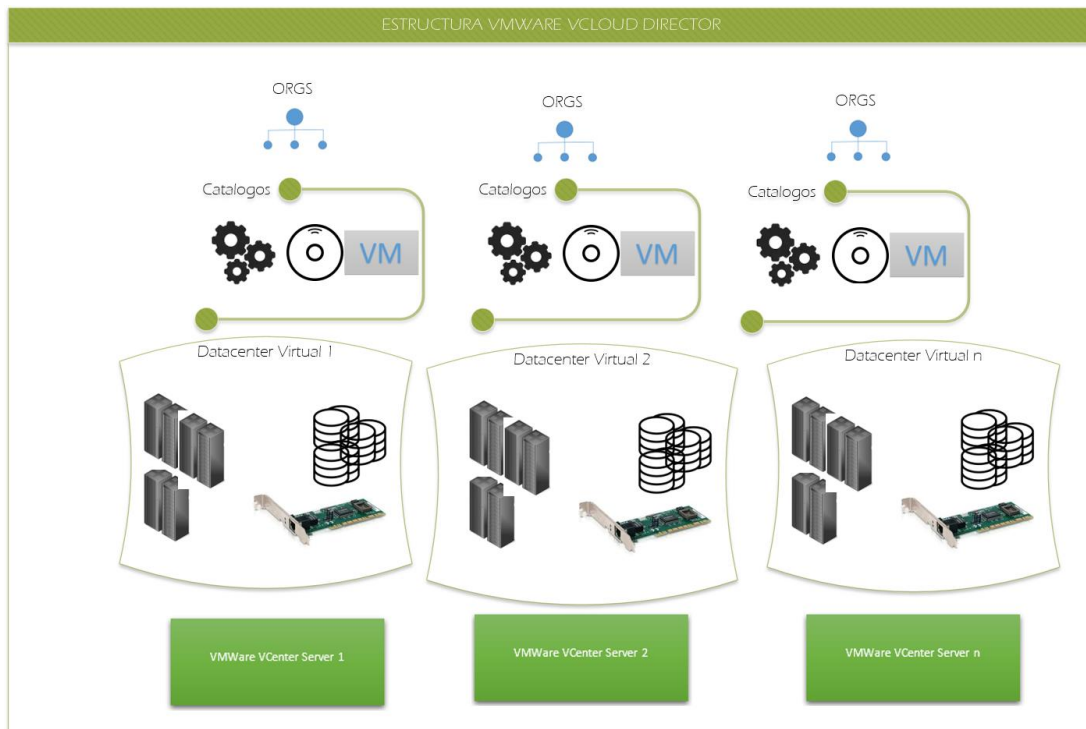 ESTRUCTURA VMWARE VCLOUD DIRECTOR
ORGS
ORGS
ORGS
Catalogos
Catalogos
Catalogos
VM
VM
VM
Datacenter Virtual 1
Datacenter Virtual 2
Datacenter Virtual n
VMWare VCenter Server 1
VMWare VCenter Server 2
VMWare VCenter Server n